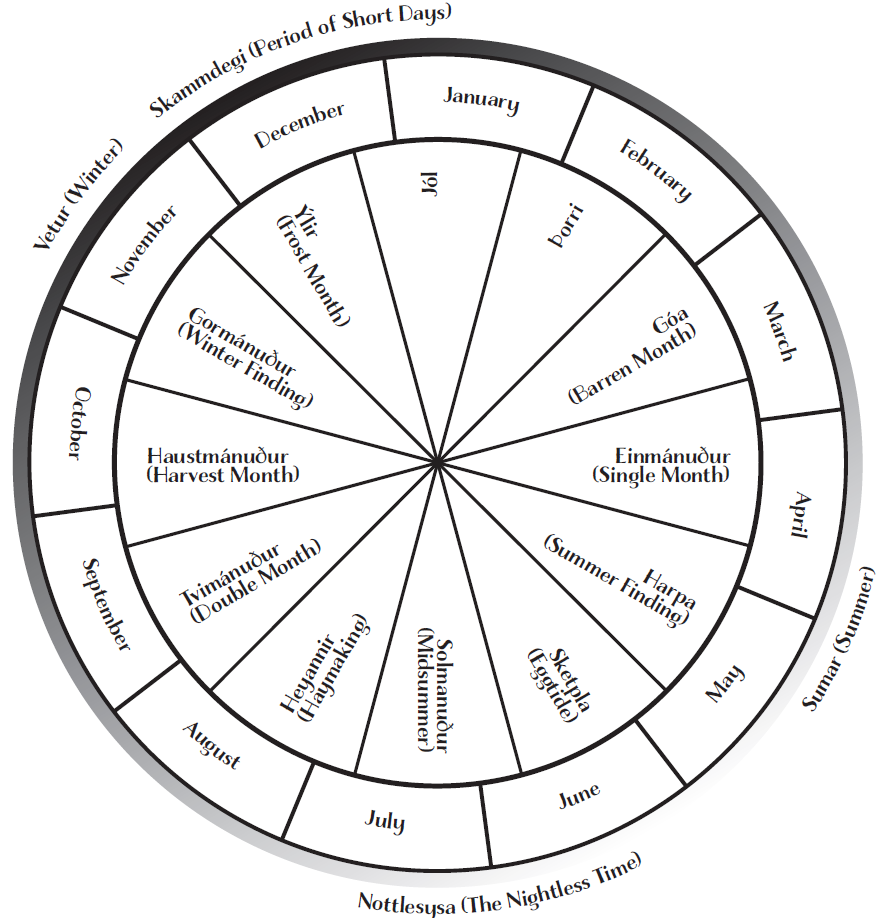 Skammdegi (Period of Short Days)
Vetur (Winter)
Sumar (Summer)
Nottlesysa (The Nightless Time)
January
February
March
April
May
June
July
August
September
October
November
December
Jól
Þorri
Góa
(Barren Month)
Einmánuður
(Single Month)
Harpa
(Summer Finding)
Sketpla
(Eggtide)
Solmanuður
(Midsummer)
Heyannir
(Haymaking)
Tvimánuður
(Double Month)
Haustmánuður
(Harvest Month)
Gormánuður
(Winter Finding)
Ýlir
(Frost Month)